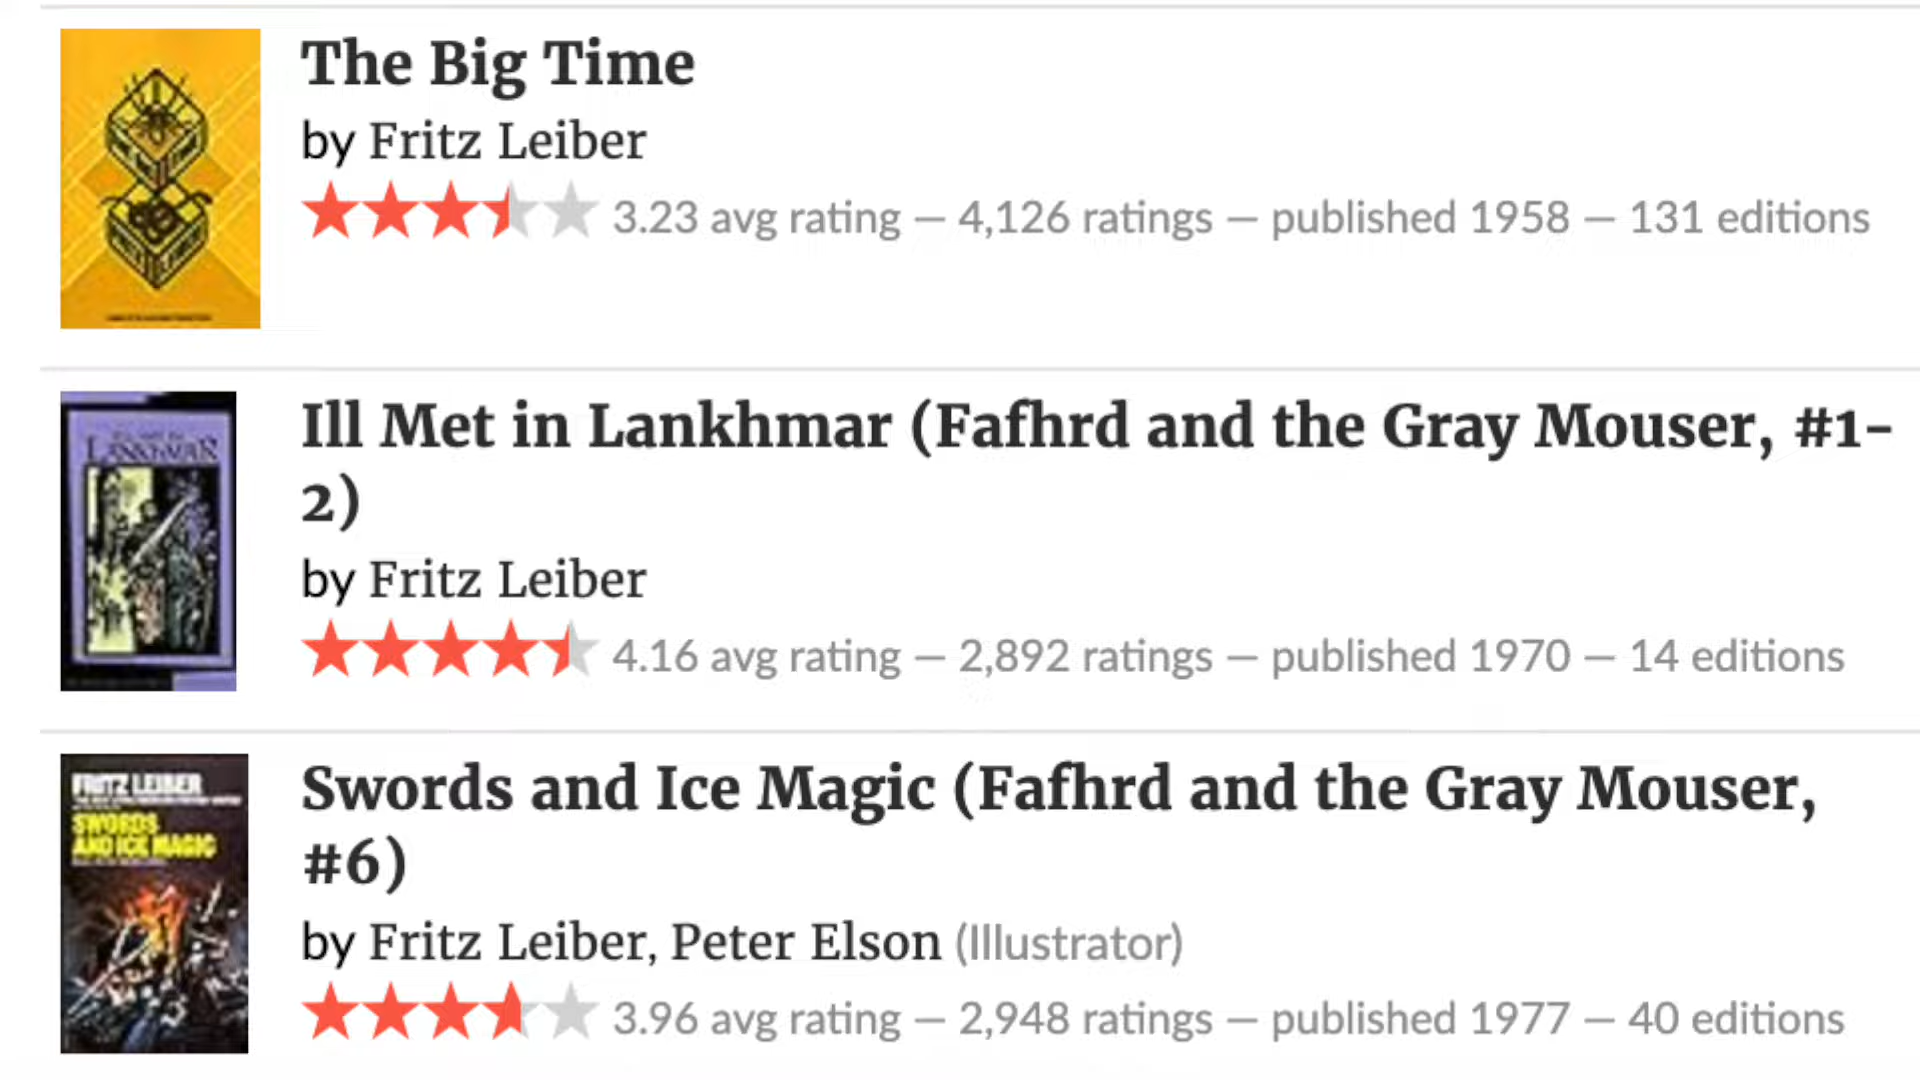 The Big Time
by Fritz Leiber
3.23 avg rating — 4,126 ratings — published 1958 — 131 editions
LANKHMAR
Ill Met in Lankhmar (Fafhrd and the Gray Mouser, #1-
2)
by Fritz Leiber
4.16 avg rating — 2,892 ratings — published 1970 — 14 editions
FRITZ LEIBER
SWORDS
AND ICE MAGIC
Swords and Ice Magic (Fafhrd and the Gray Mouser,
#6)
by Fritz Leiber, Peter Elson (Illustrator)
3.96 avg rating — 2,948 ratings — published 1977 — 40 editions